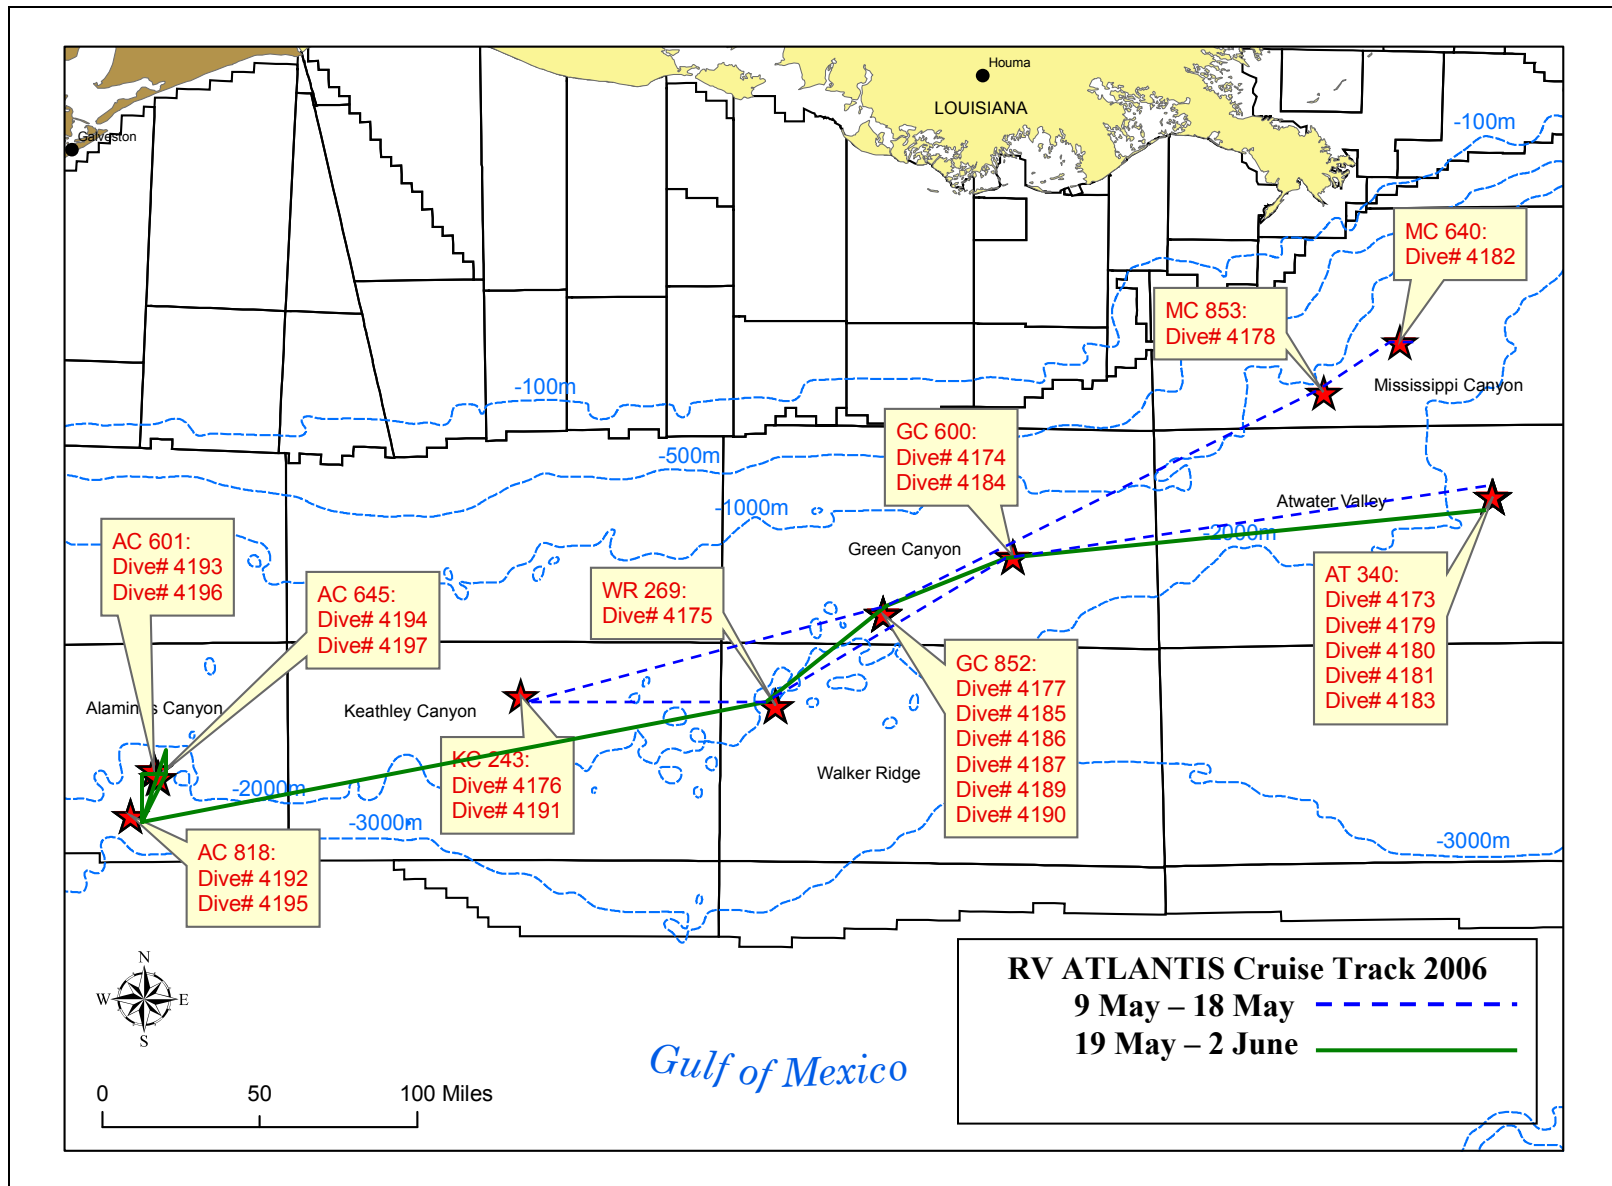 Houma
LOUISIANA
Galveston
-100m
MC 640:
Dive# 4182
MC 853:
Dive# 4178
Mississippi Canyon
-100m
GC 600:
Dive# 4174
Dive# 4184
-500m
-1000m
Atwater Valley
-2000m
Green Canyon
AC 601:
Dive# 4193
Dive# 4196
AC 645:
Dive# 4194
Dive# 4197
WR 269:
Dive# 4175
AT 340:
Dive# 4173
Dive# 4179
Dive# 4180
Dive# 4181
Dive# 4183
GC 852:
Dive# 4177
Dive# 4185
Dive# 4186
Dive# 4187
Dive# 4189
Dive# 4190
Alaminos Canyon
Keathley Canyon
KC 243:
Dive# 4176
Dive# 4191
Walker Ridge
-2000m
-3000m
-3000m
AC 818:
Dive# 4192
Dive# 4195
N
W E
S
RV ATLANTIS Cruise Track 2006
9 May – 18 May
19 May – 2 June
Gulf of Mexico
0 50 100 Miles